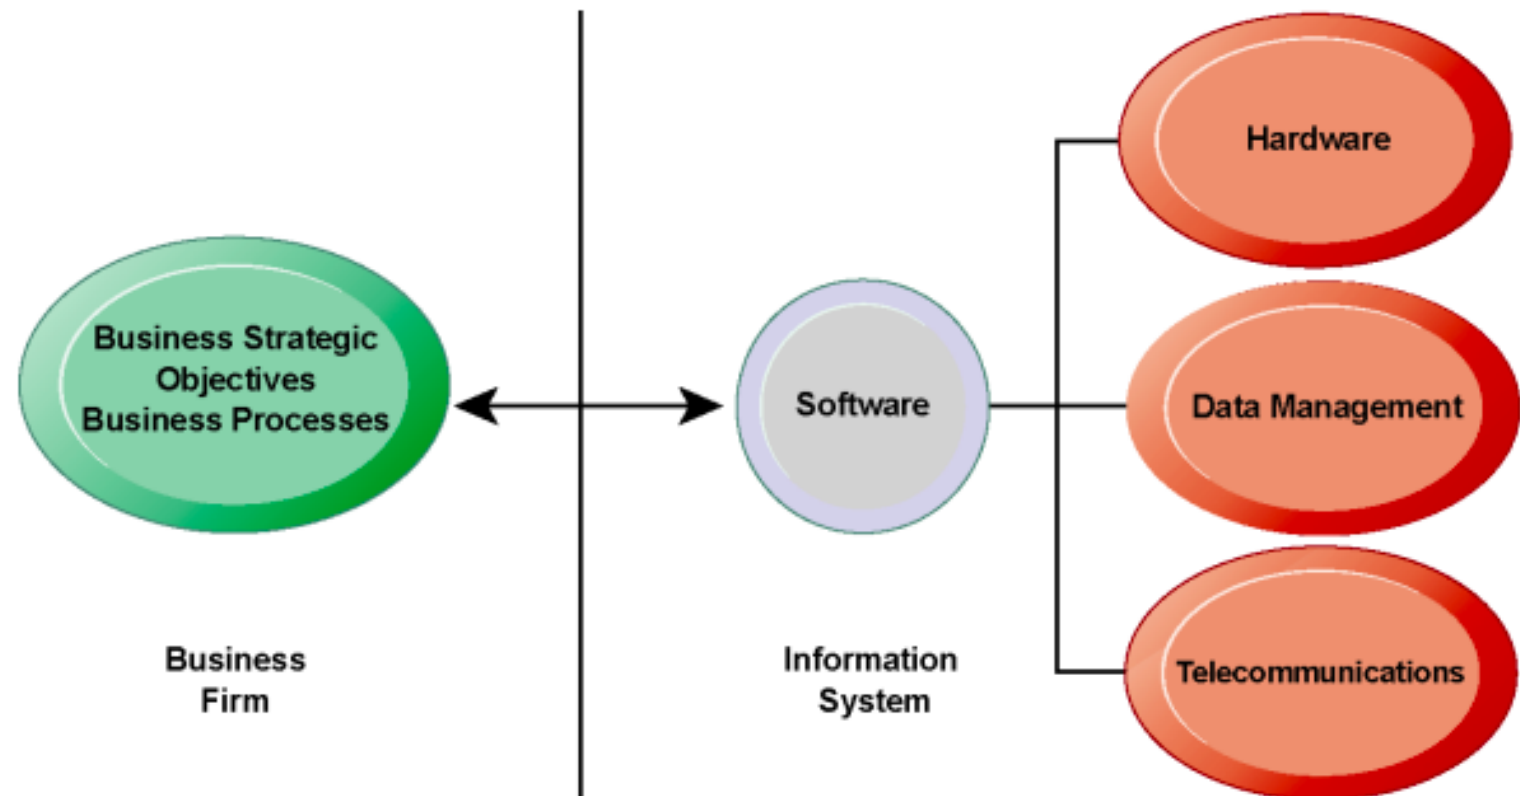 Business Strategic
Objectives
Business Processes
Business
Firm
Software
Information
System
Hardware
Data Management
Telecommunications